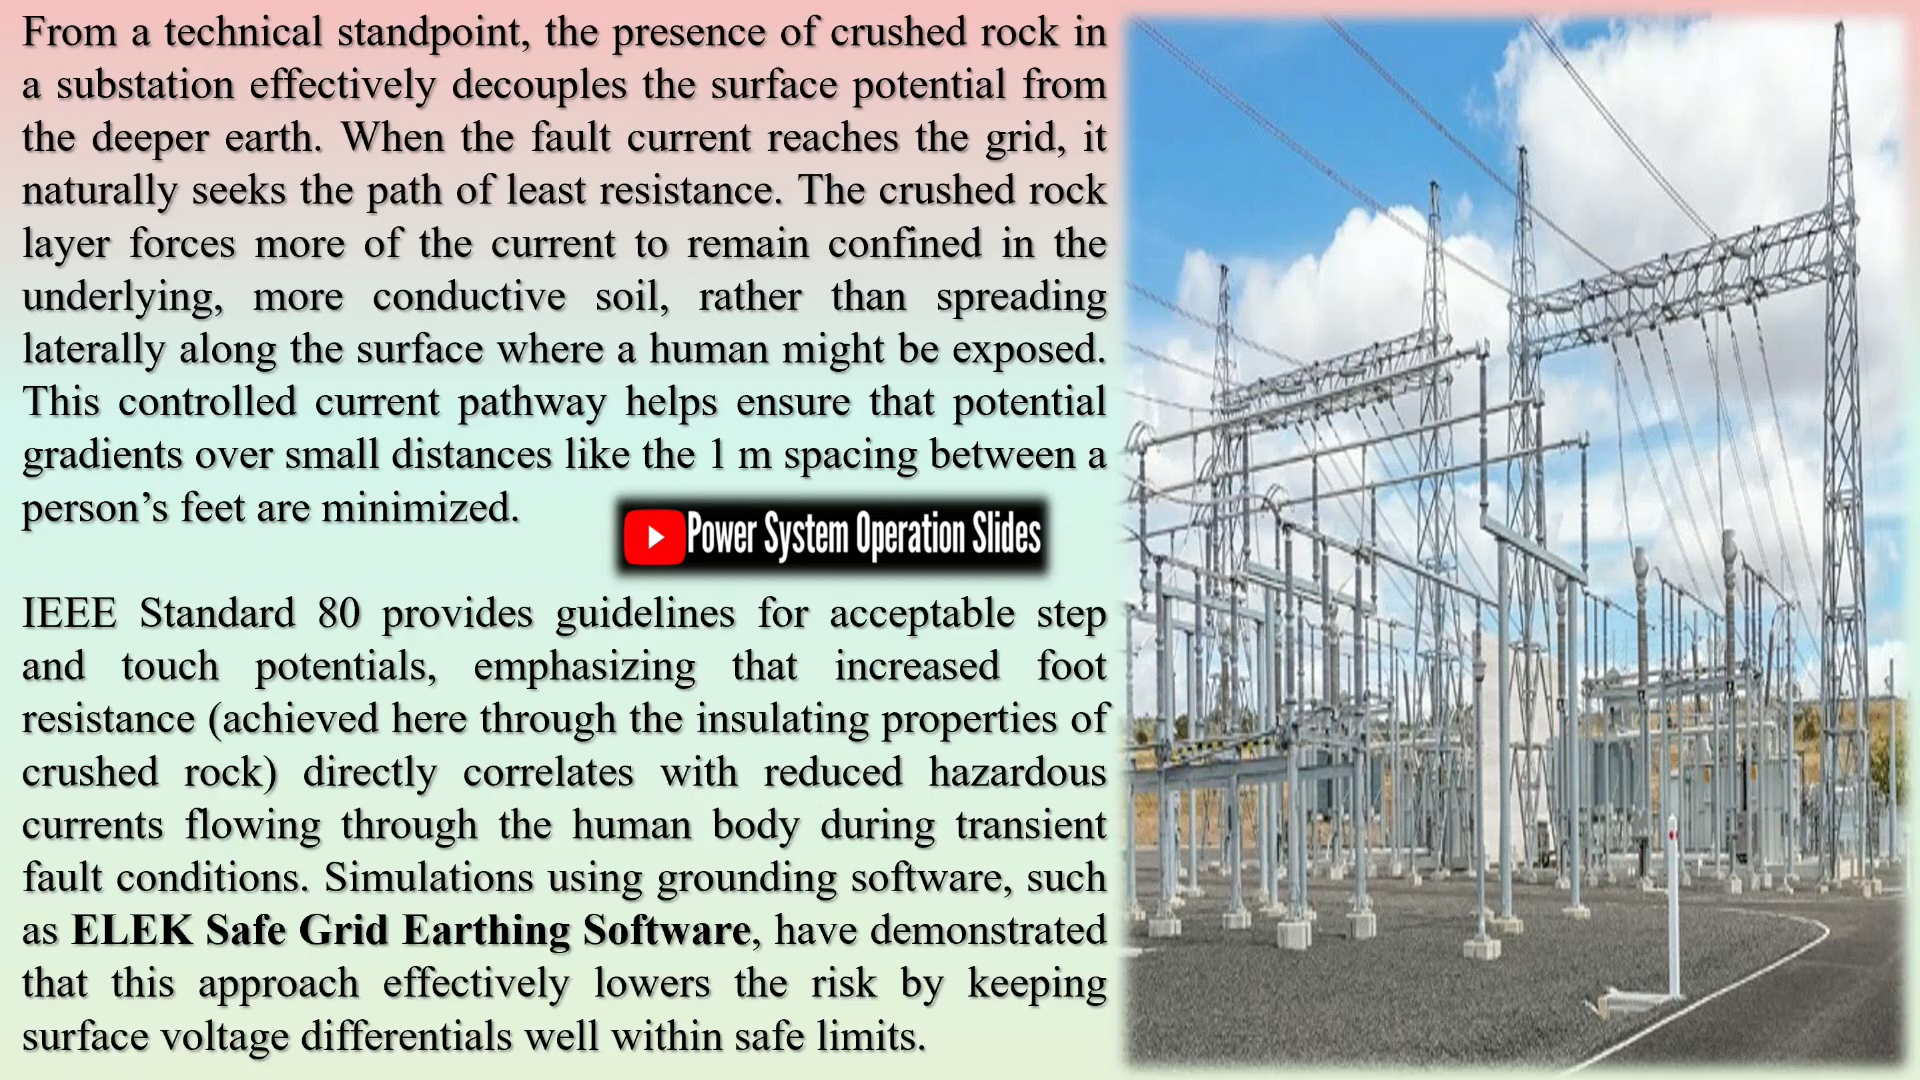 From a technical standpoint, the presence of crushed rock in
a substation effectively decouples the surface potential from
the deeper earth. When the fault current reaches the grid, it
naturally seeks the path of least resistance. The crushed rock
layer forces more of the current to remain confined in the
underlying, more conductive soil, rather than spreading
laterally along the surface where a human might be exposed.
This controlled current pathway helps ensure that potential
gradients over small distances like the 1 m spacing between a
person’s feet are minimized.
Power System Operation Slides
IEEE Standard 80 provides guidelines for acceptable step
and touch potentials, emphasizing that increased foot
resistance (achieved here through the insulating properties of
crushed rock) directly correlates with reduced hazardous
currents flowing through the human body during transient
fault conditions. Simulations using grounding software, such
as ELEK Safe Grid Earthing Software, have demonstrated
that this approach effectively lowers the risk by keeping
surface voltage differentials well within safe limits.